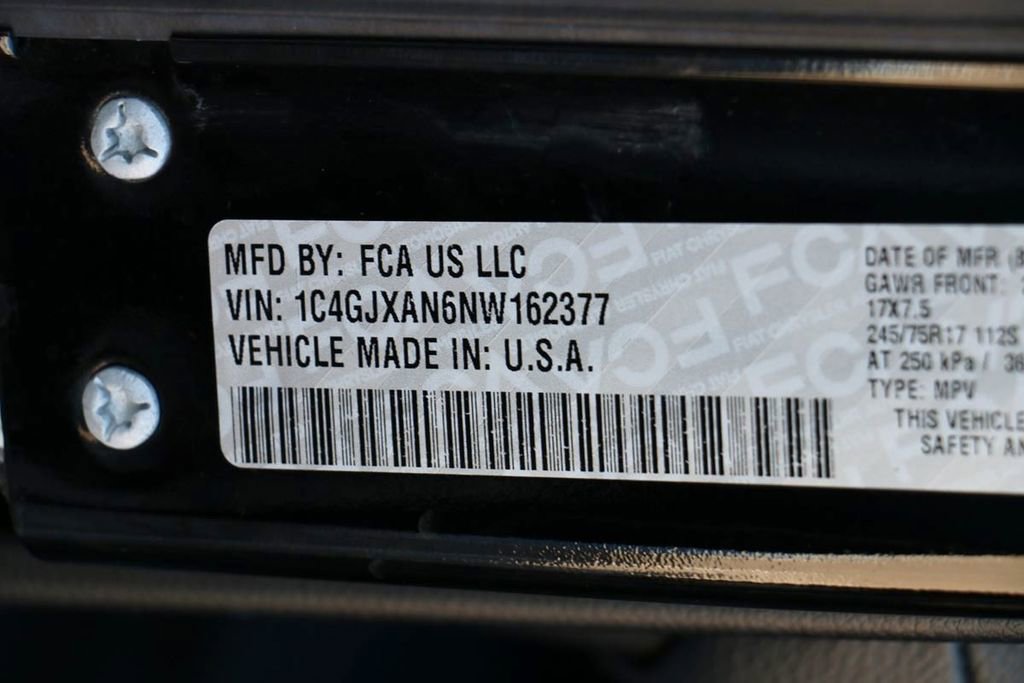 MFD BY: FCA US LLC
VIN: 1C4GJXAN6NW162377
VEHICLE MADE IN: U.S.A.
DATE OF MFR
GAWR FRONT:
17X7.5
245/75R17 112S
AT 250 kPa /
TYPE: MPV
THIS VEHICLE
SAFETY